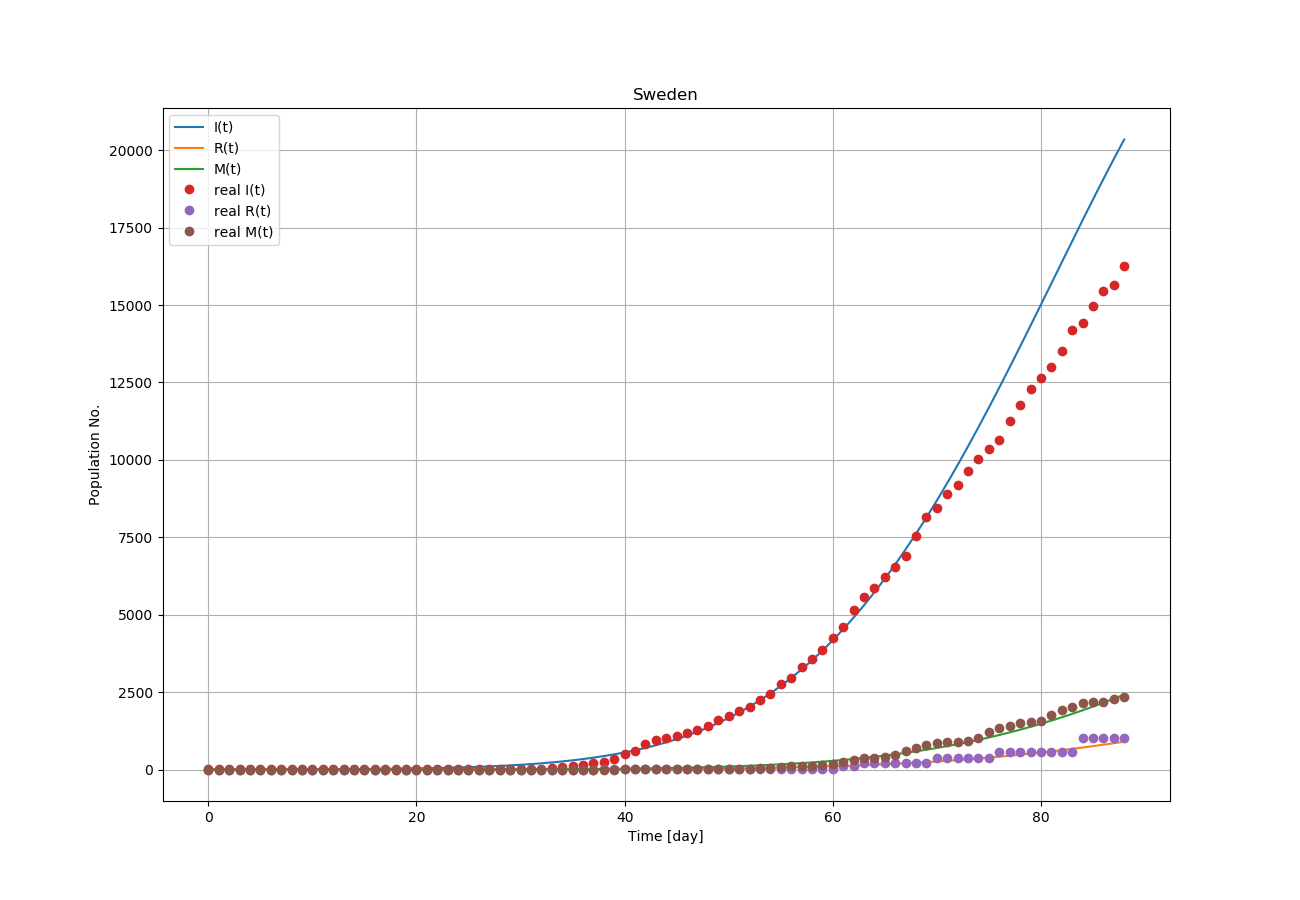 Sweden
I(t)
R(t)
M(t)
real I(t)
real R(t)
real M(t)
20000
17500
15000
12500
10000
7500
5000
2500
0
Population No.
0 20 40 60 80
Time [day]